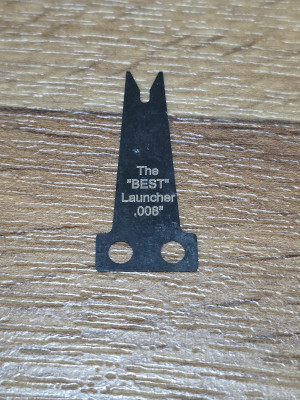 The
"BEST"
Launcher
.008"